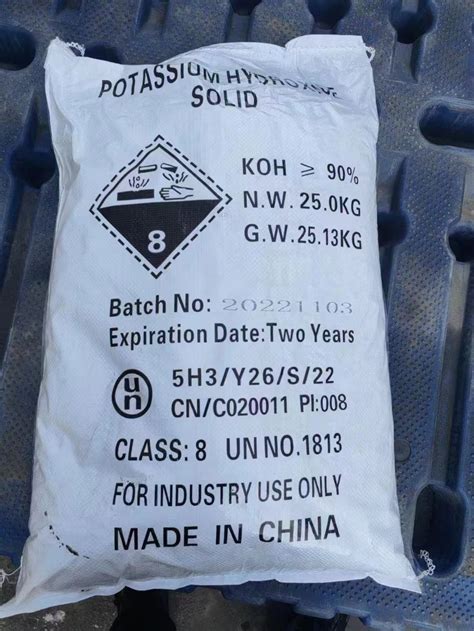 POTASSIUM HYDROXIDE
SOLID
KOH ≥ 90%
N.W. 25.0KG
G.W. 25.13KG
8
Batch No: 20221103
Expiration Date:Two Years
un
5H3/Y26/S/22
CN/C020011 PI:008
CLASS: 8 UN NO.1813
FOR INDUSTRY USE ONLY
MADE IN CHINA